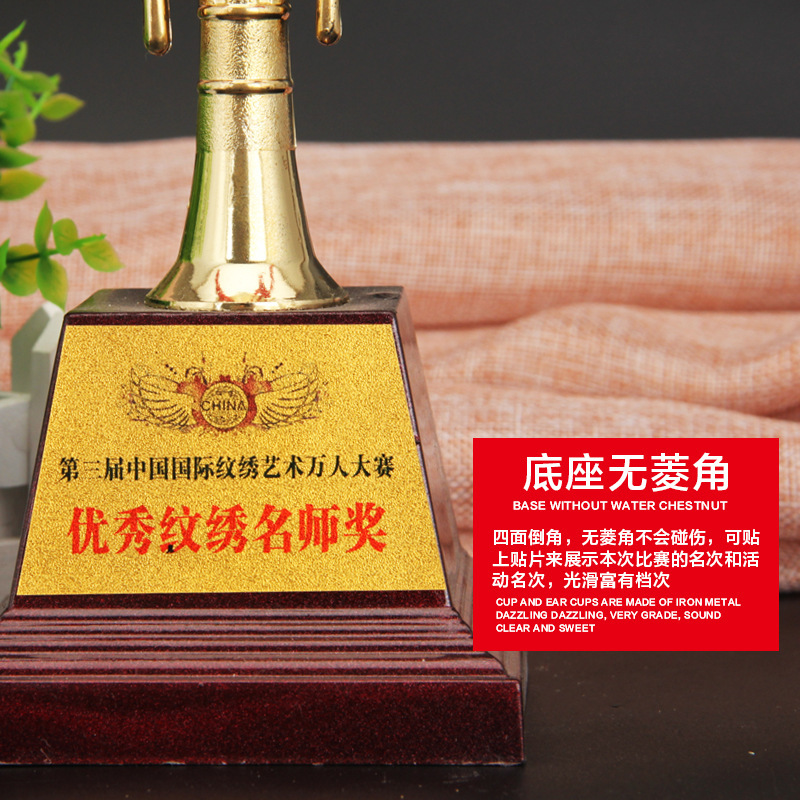 CHINA
第三届中国国际纹绣艺术万人大赛
优秀纹绣名师奖
底座无菱角
BASE WITHOUT WATER CHESTNUT
四面倒角，无菱角不会碰伤，可贴
上贴片来展示本次比赛的名次和活
动名次，光滑富有档次
CUP AND EAR CUPS ARE MADE OF IRON METAL
DAZZLING DAZZLING, VERY GRADE, SOUND
CLEAR AND SWEET